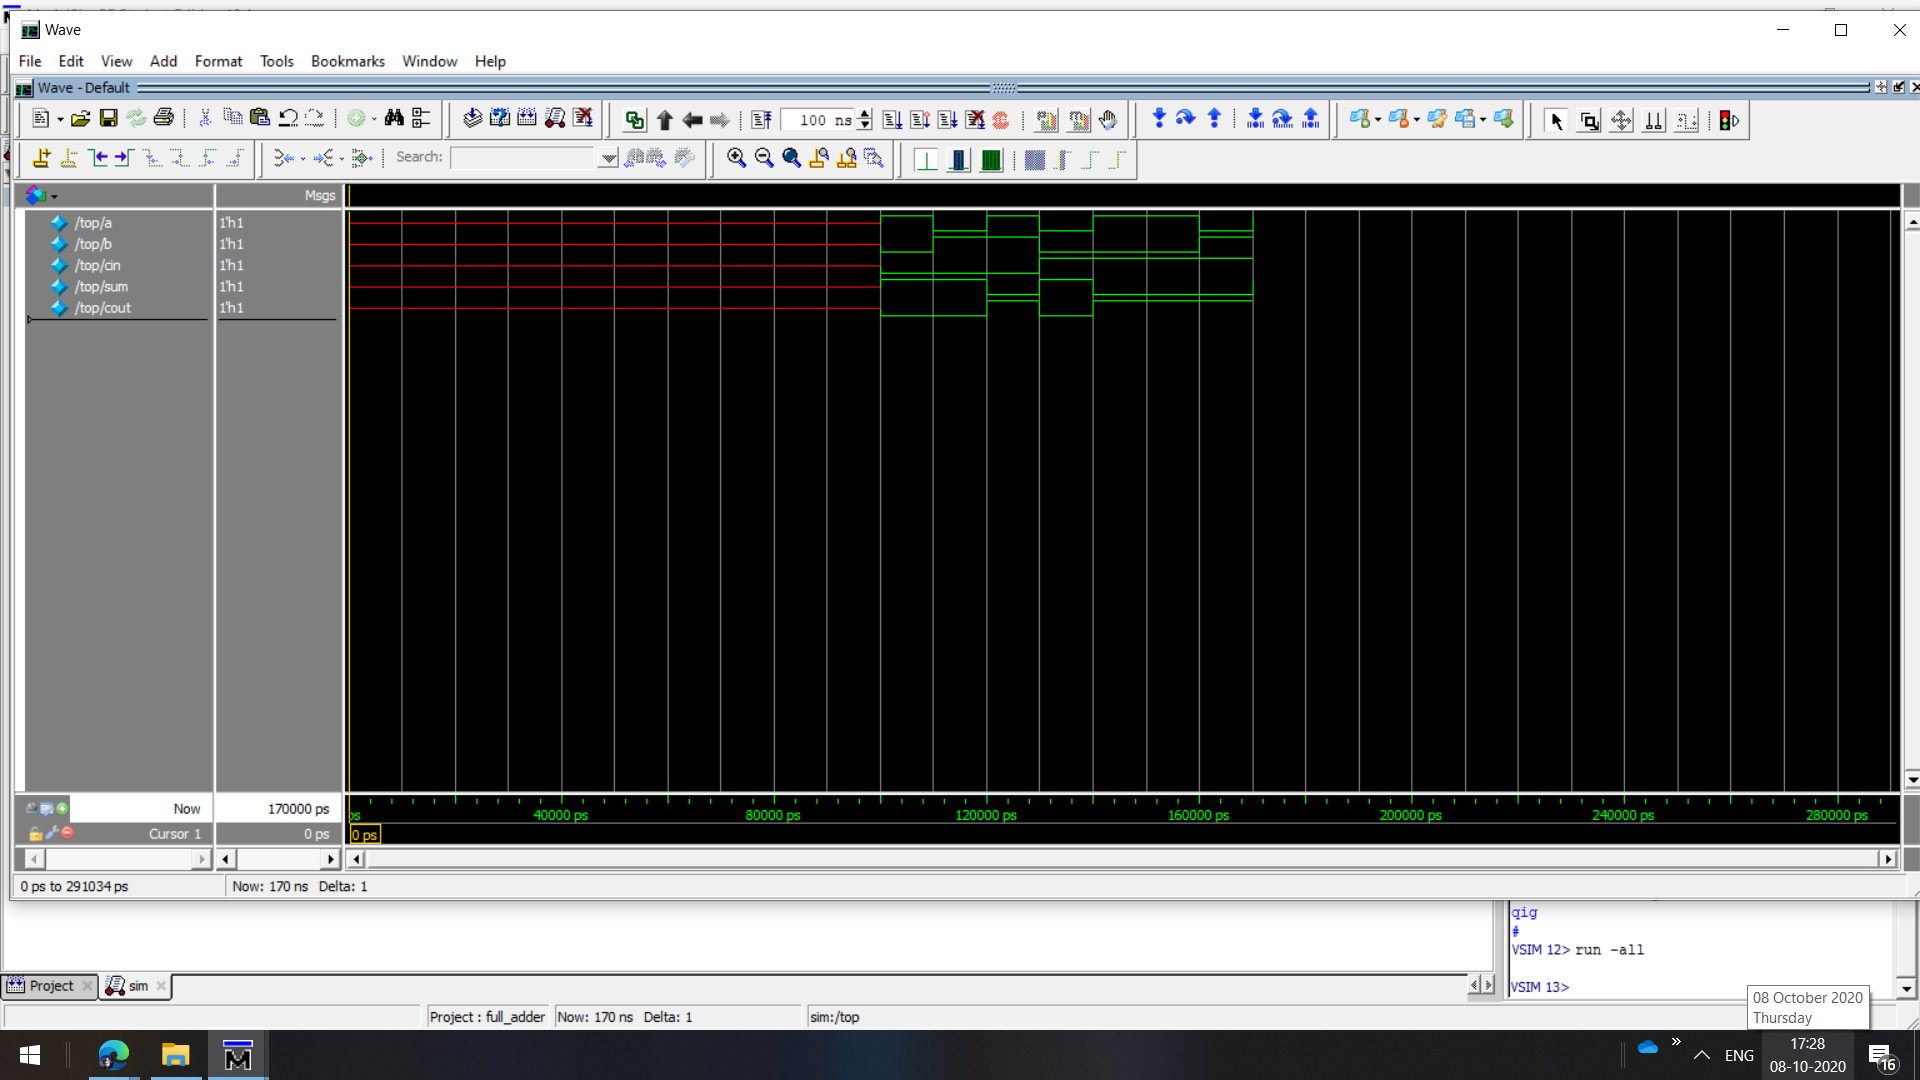 Wave
File Edit View Add Format Tools Bookmarks Window Help
Wave - Default
100 ns
Search:
Msgs
/top/a 1'h1
/top/b 1'h1
/top/cin 1'h1
/top/sum 1'h1
/top/cout 1'h1
Now 170000 ps
ps 40000 ps 80000 ps 120000 ps 160000 ps 200000 ps 240000 ps 280000 ps
Cursor 1 0 ps 0 ps
0 ps to 291034 ps Now: 170 ns Delta: 1
qig
#
VSIM 12> run -all
VSIM 13>
Project sim
08 October 2020
Thursday
Project : full_adder Now: 170 ns Delta: 1 sim:/top
17:28
ENG
08-10-2020
16